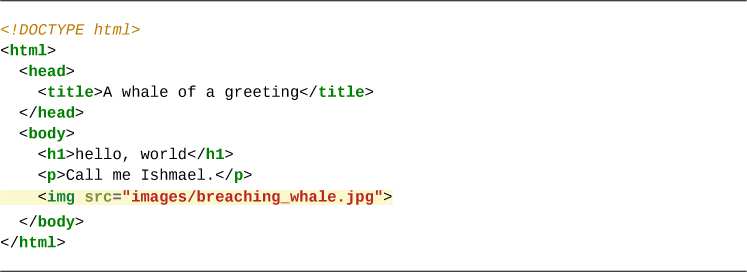 <!DOCTYPE html>
<html>
  <head>
    <title>A whale of a greeting</title>
  </head>
  <body>
    <h1>hello, world</h1>
    <p>Call me Ishmael.</p>
    <img src="images/breaching_whale.jpg">
  </body>
</html>